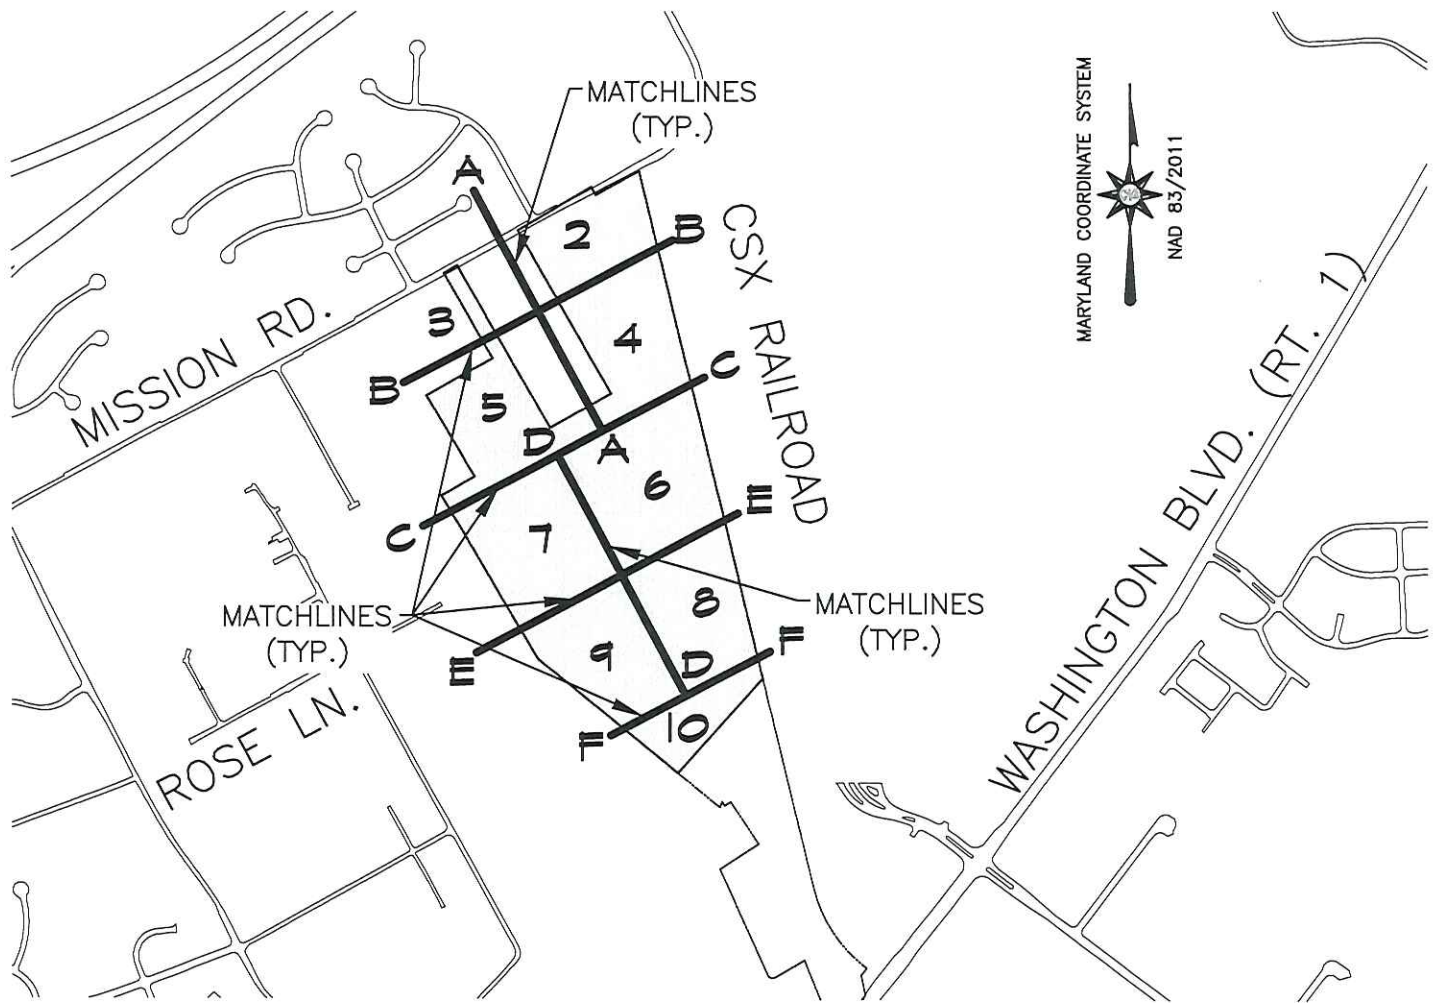 MATCHLINES
(TYP.)
MARYLAND COORDINATE SYSTEM
NAD 83/2011
A
2
B
CSX RAILROAD
3
4
B
MISSION RD.
C
5
D
A
6
E
C
7
WASHINGTON BLVD. (RT. 1)
MATCHLINES
(TYP.)
8
MATCHLINES
(TYP.)
E
9
D
F
ROSE LN.
F
10